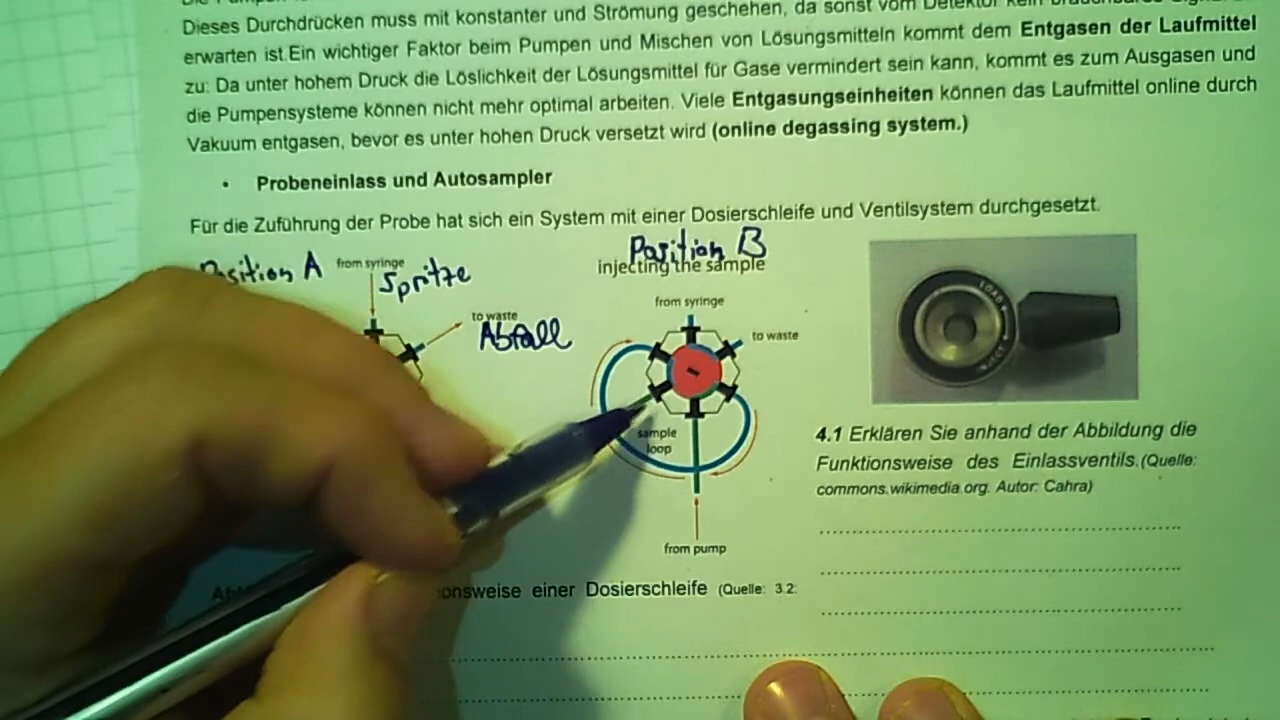 Dieses Durchdrücken muss mit konstanter und Strömung geschehen, da sonst vom Detektor kein
erwarten ist.Ein wichtiger Faktor beim Pumpen und Mischen von Lösungsmitteln kommt dem Entgasen der Laufmittel
zu: Da unter hohem Druck die Löslichkeit der Lösungsmittel für Gase vermindert sein kann, kommt es zum Ausgasen und
die Pumpensysteme können nicht mehr optimal arbeiten. Viele Entgasungseinheiten können das Laufmittel online durch
Vakuum entgasen, bevor es unter hohen Druck versetzt wird (online degassing system.)
• Probeneinlass und Autosampler
Für die Zuführung der Probe hat sich ein System mit einer Dosierschleife und Ventilsystem durchgesetzt.
Position A
from syringe
Spritze
to waste
Abfall
Position B
injecting the sample
from syringe
to waste
sample
loop
from pump
LOAD
INJECT
4.1 Erklären Sie anhand der Abbildung die
Funktionsweise des Einlassventils.(Quelle:
commons.wikimedia.org. Autor: Cahra)
einer Dosierschleife (Quelle: 3.2: